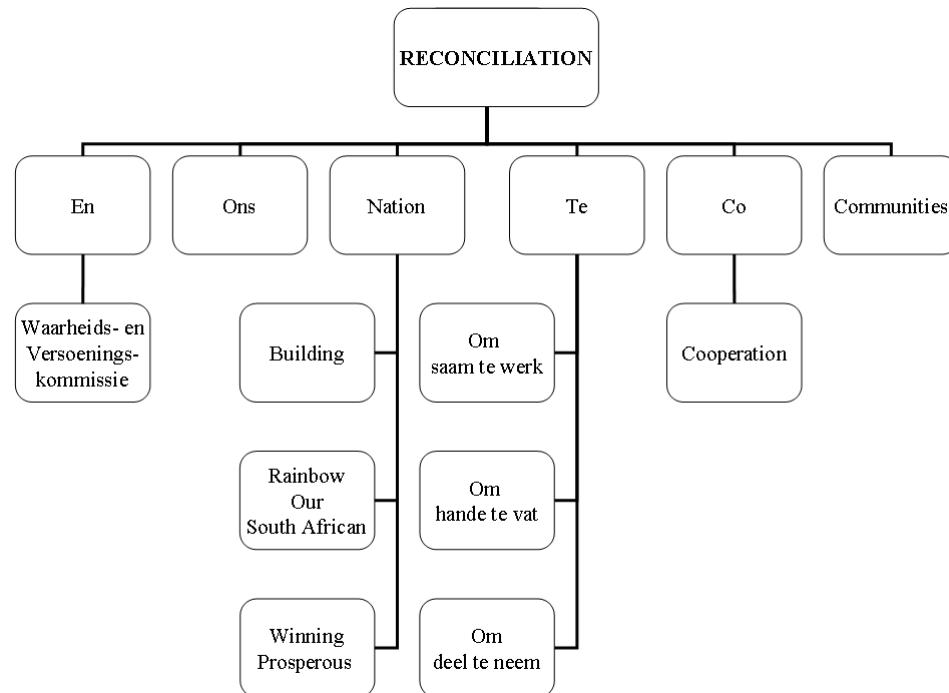 RECONCILIATION
En
Ons
Nation
Te
Co
Communities
Waarheids- en
Versoenings-
kommissie
Building
Om
saam te werk
Cooperation
Rainbow
Our
South African
Om
hande te vat
Winning
Prosperous
Om
deel te neem